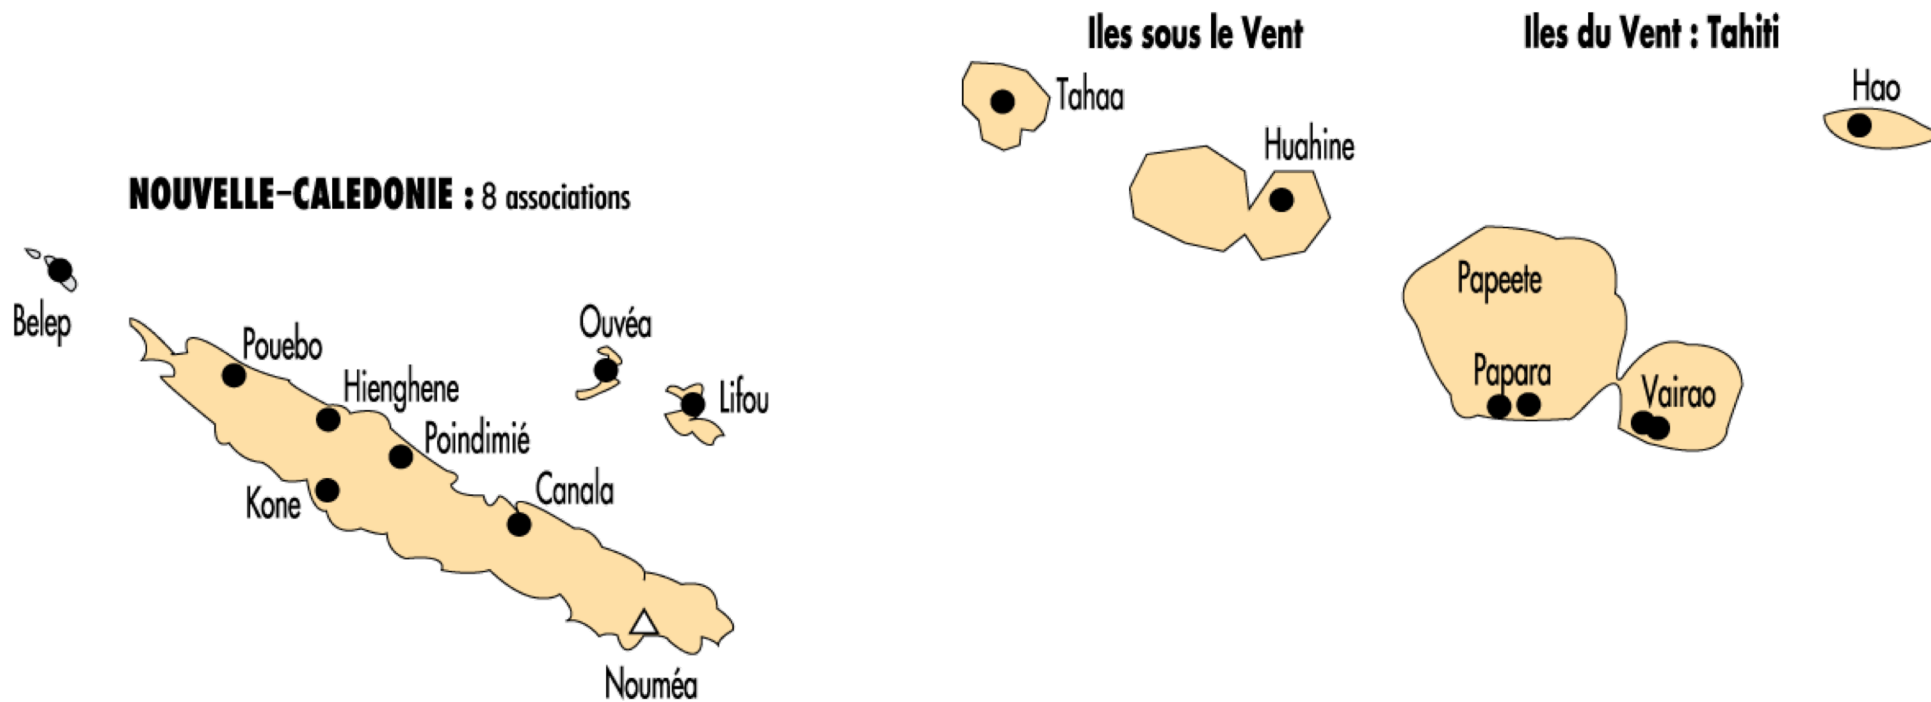 Iles sous le Vent
Iles du Vent : Tahiti
Tahaa
Hao
Huahine
NOUVELLE-CALEDONIE : 8 associations
Belep
Pouebo
Ouvéa
Papeete
Hienghene
Lifou
Papara
Vairao
Poindimié
Kone
Canala
Nouméa